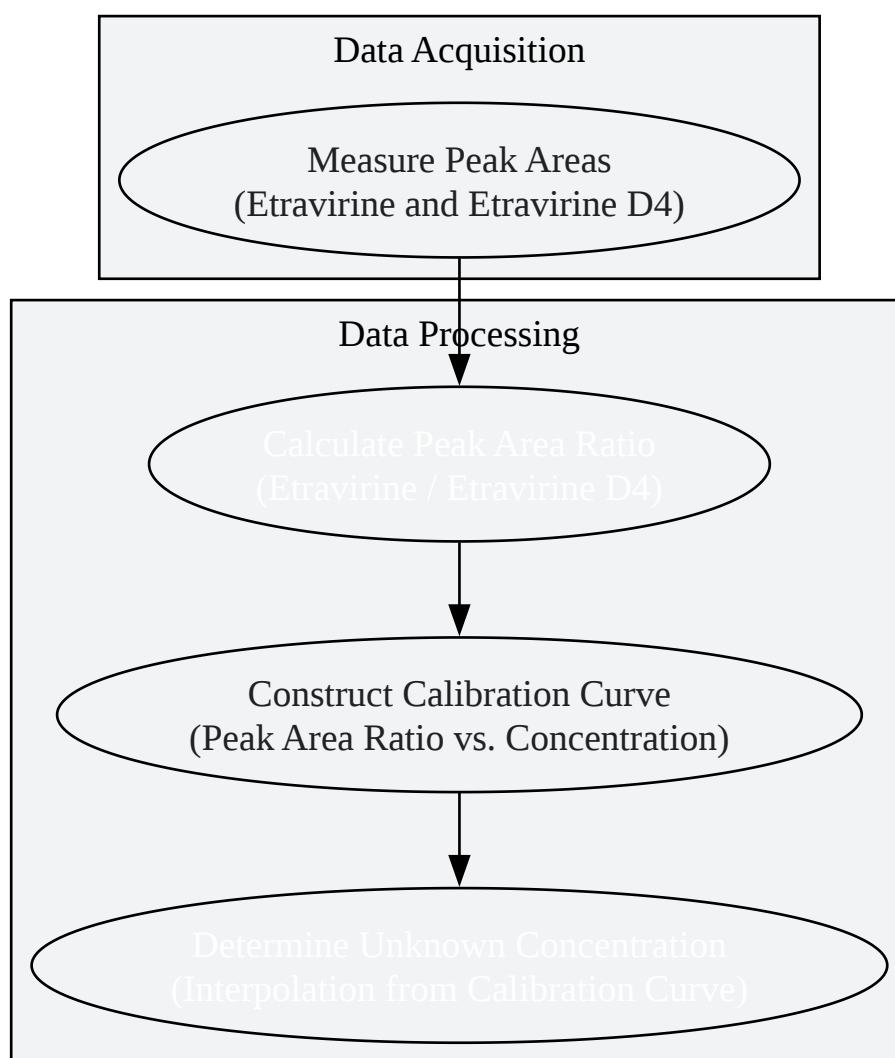 Data Acquisition
Measure Peak Areas
(Etravirine and Etravirine D4)
Data Processing
Calculate Peak Area Ratio
(Etravirine / Etravirine D4)
Construct Calibration Curve
(Peak Area Ratio vs. Concentration)
Determine Unknown Concentration
(Interpolation from Calibration Curve)